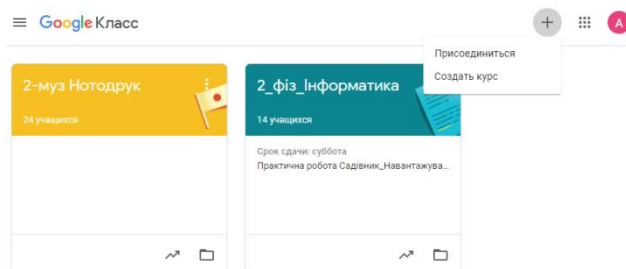 Google Класс
A
Присоединиться
Создать курс
2-муз Нотодрук
24 учащихся
2_фіз_Інформатика
14 учащихся
Срок сдачи: суббота
Практична робота Садівник_Навантажува...